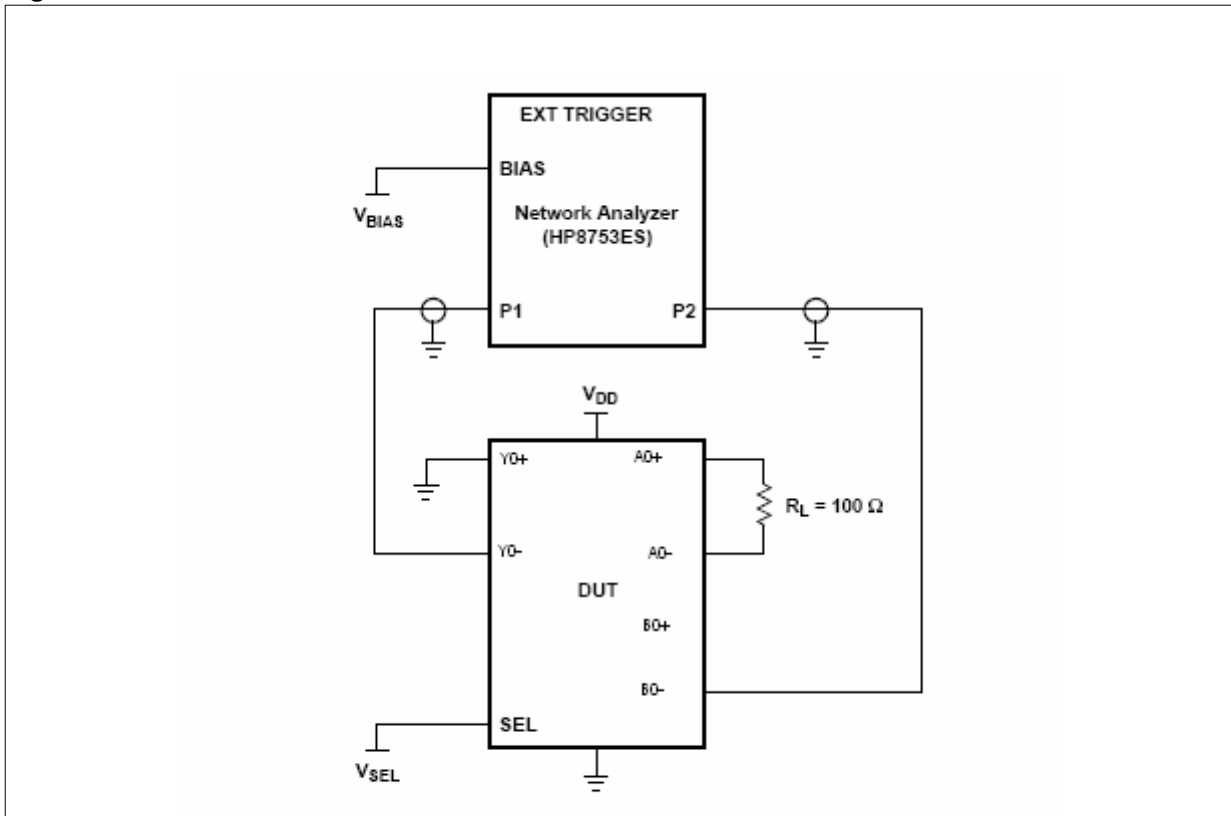 EXT TRIGGER
BIAS
VBIAS
Network Analyzer
(HP8753ES)
P1
P2
VDD
Y0+
A0+
RL = 100 Ω
Y0-
A0-
DUT
B0+
B0-
SEL
VSEL